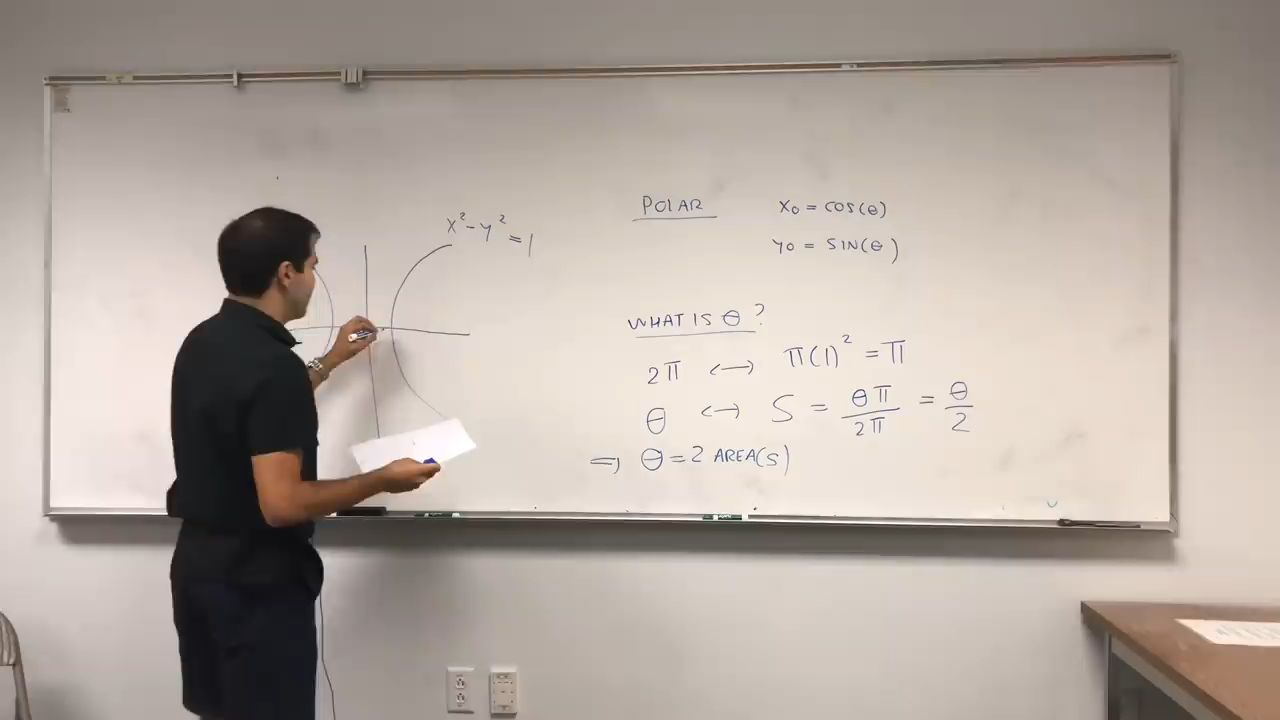 x² - y² = 1
POLAR
x₀ = cos(θ)
y₀ = SIN(θ)
WHAT IS θ?
2π ↔ π(1)² = π
θ ↔ S = θπ/2π = θ/2
⇒ θ = 2 AREA(S)